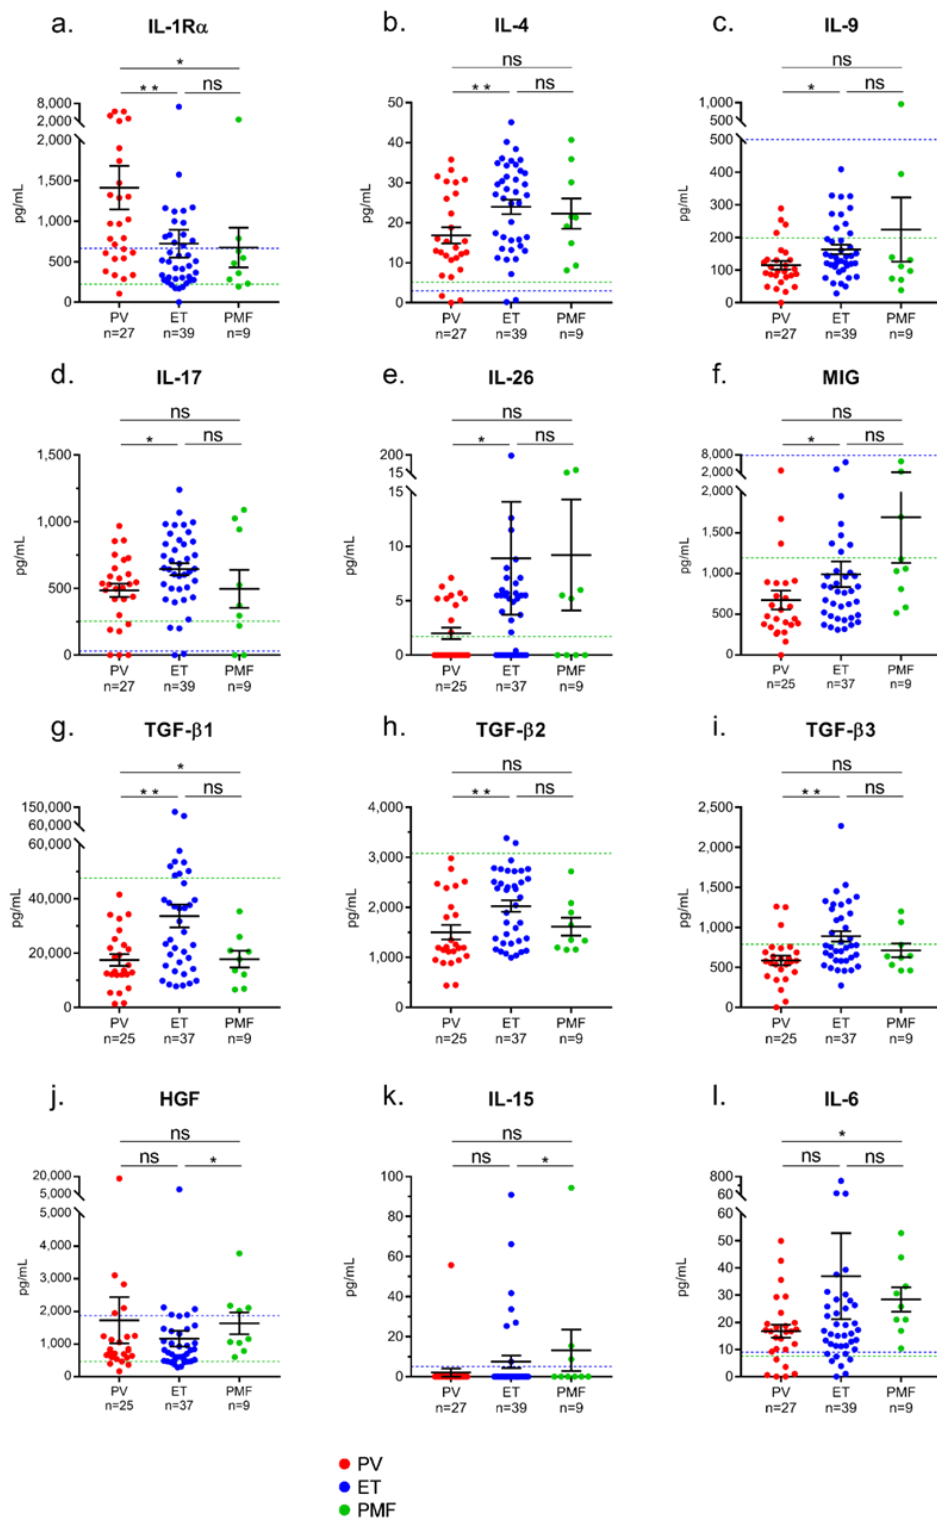 a. IL-1Rα b. IL-4 c. IL-9
* ns ns
** ns ** ns * ns
8,000 50 1,000
2,000 500
2,000 40 500
1,500 400
pg/mL 30 pg/mL pg/mL 300
1,000 20 200
500 10 100
0 0 0
PV ET PMF PV ET PMF PV ET PMF
n=27 n=39 n=9 n=27 n=39 n=9 n=27 n=39 n=9
d. IL-17 e. IL-26 f. MIG
ns ns ns
* ns * ns * ns
1,500 200 8,000
15 2,000
15 2,000
1,000 10 1,500
pg/mL pg/mL pg/mL 1,000
500 5 500
0 0 0
PV ET PMF PV ET PMF PV ET PMF
n=27 n=39 n=9 n=25 n=37 n=9 n=25 n=37 n=9
g. TGF-β1 h. TGF-β2 i. TGF-β3
* ns ns
** ns ** ns ** ns
150,000 4,000 2,500
60,000
60,000 3,000 2,000
40,000 1,500
pg/mL pg/mL 2,000 pg/mL
20,000 1,000 1,000
500
0 0 0
PV ET PMF PV ET PMF PV ET PMF
n=25 n=37 n=9 n=25 n=37 n=9 n=25 n=37 n=9
j. HGF k. IL-15 l. IL-6
ns ns *
ns * ns * ns ns
20,000 100 800
5,000 60
5,000 80 60
4,000 50
3,000 60 40
pg/mL pg/mL pg/mL 30
2,000 40 20
1,000 20 10
0 0 0
PV ET PMF PV ET PMF PV ET PMF
n=25 n=37 n=9 n=27 n=39 n=9 n=27 n=39 n=9
PV
ET
PMF